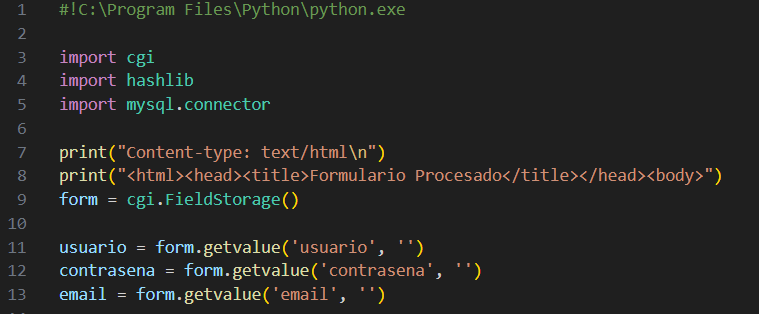 1 #!C:\Program Files\Python\python.exe
2
3 import cgi
4 import hashlib
5 import mysql.connector
6
7 print("Content-type: text/html\n")
8 print("<html><head><title>Formulario Procesado</title></head><body>")
9 form = cgi.FieldStorage()
10
11 usuario = form.getvalue('usuario', '')
12 contrasena = form.getvalue('contrasena', '')
13 email = form.getvalue('email', '')